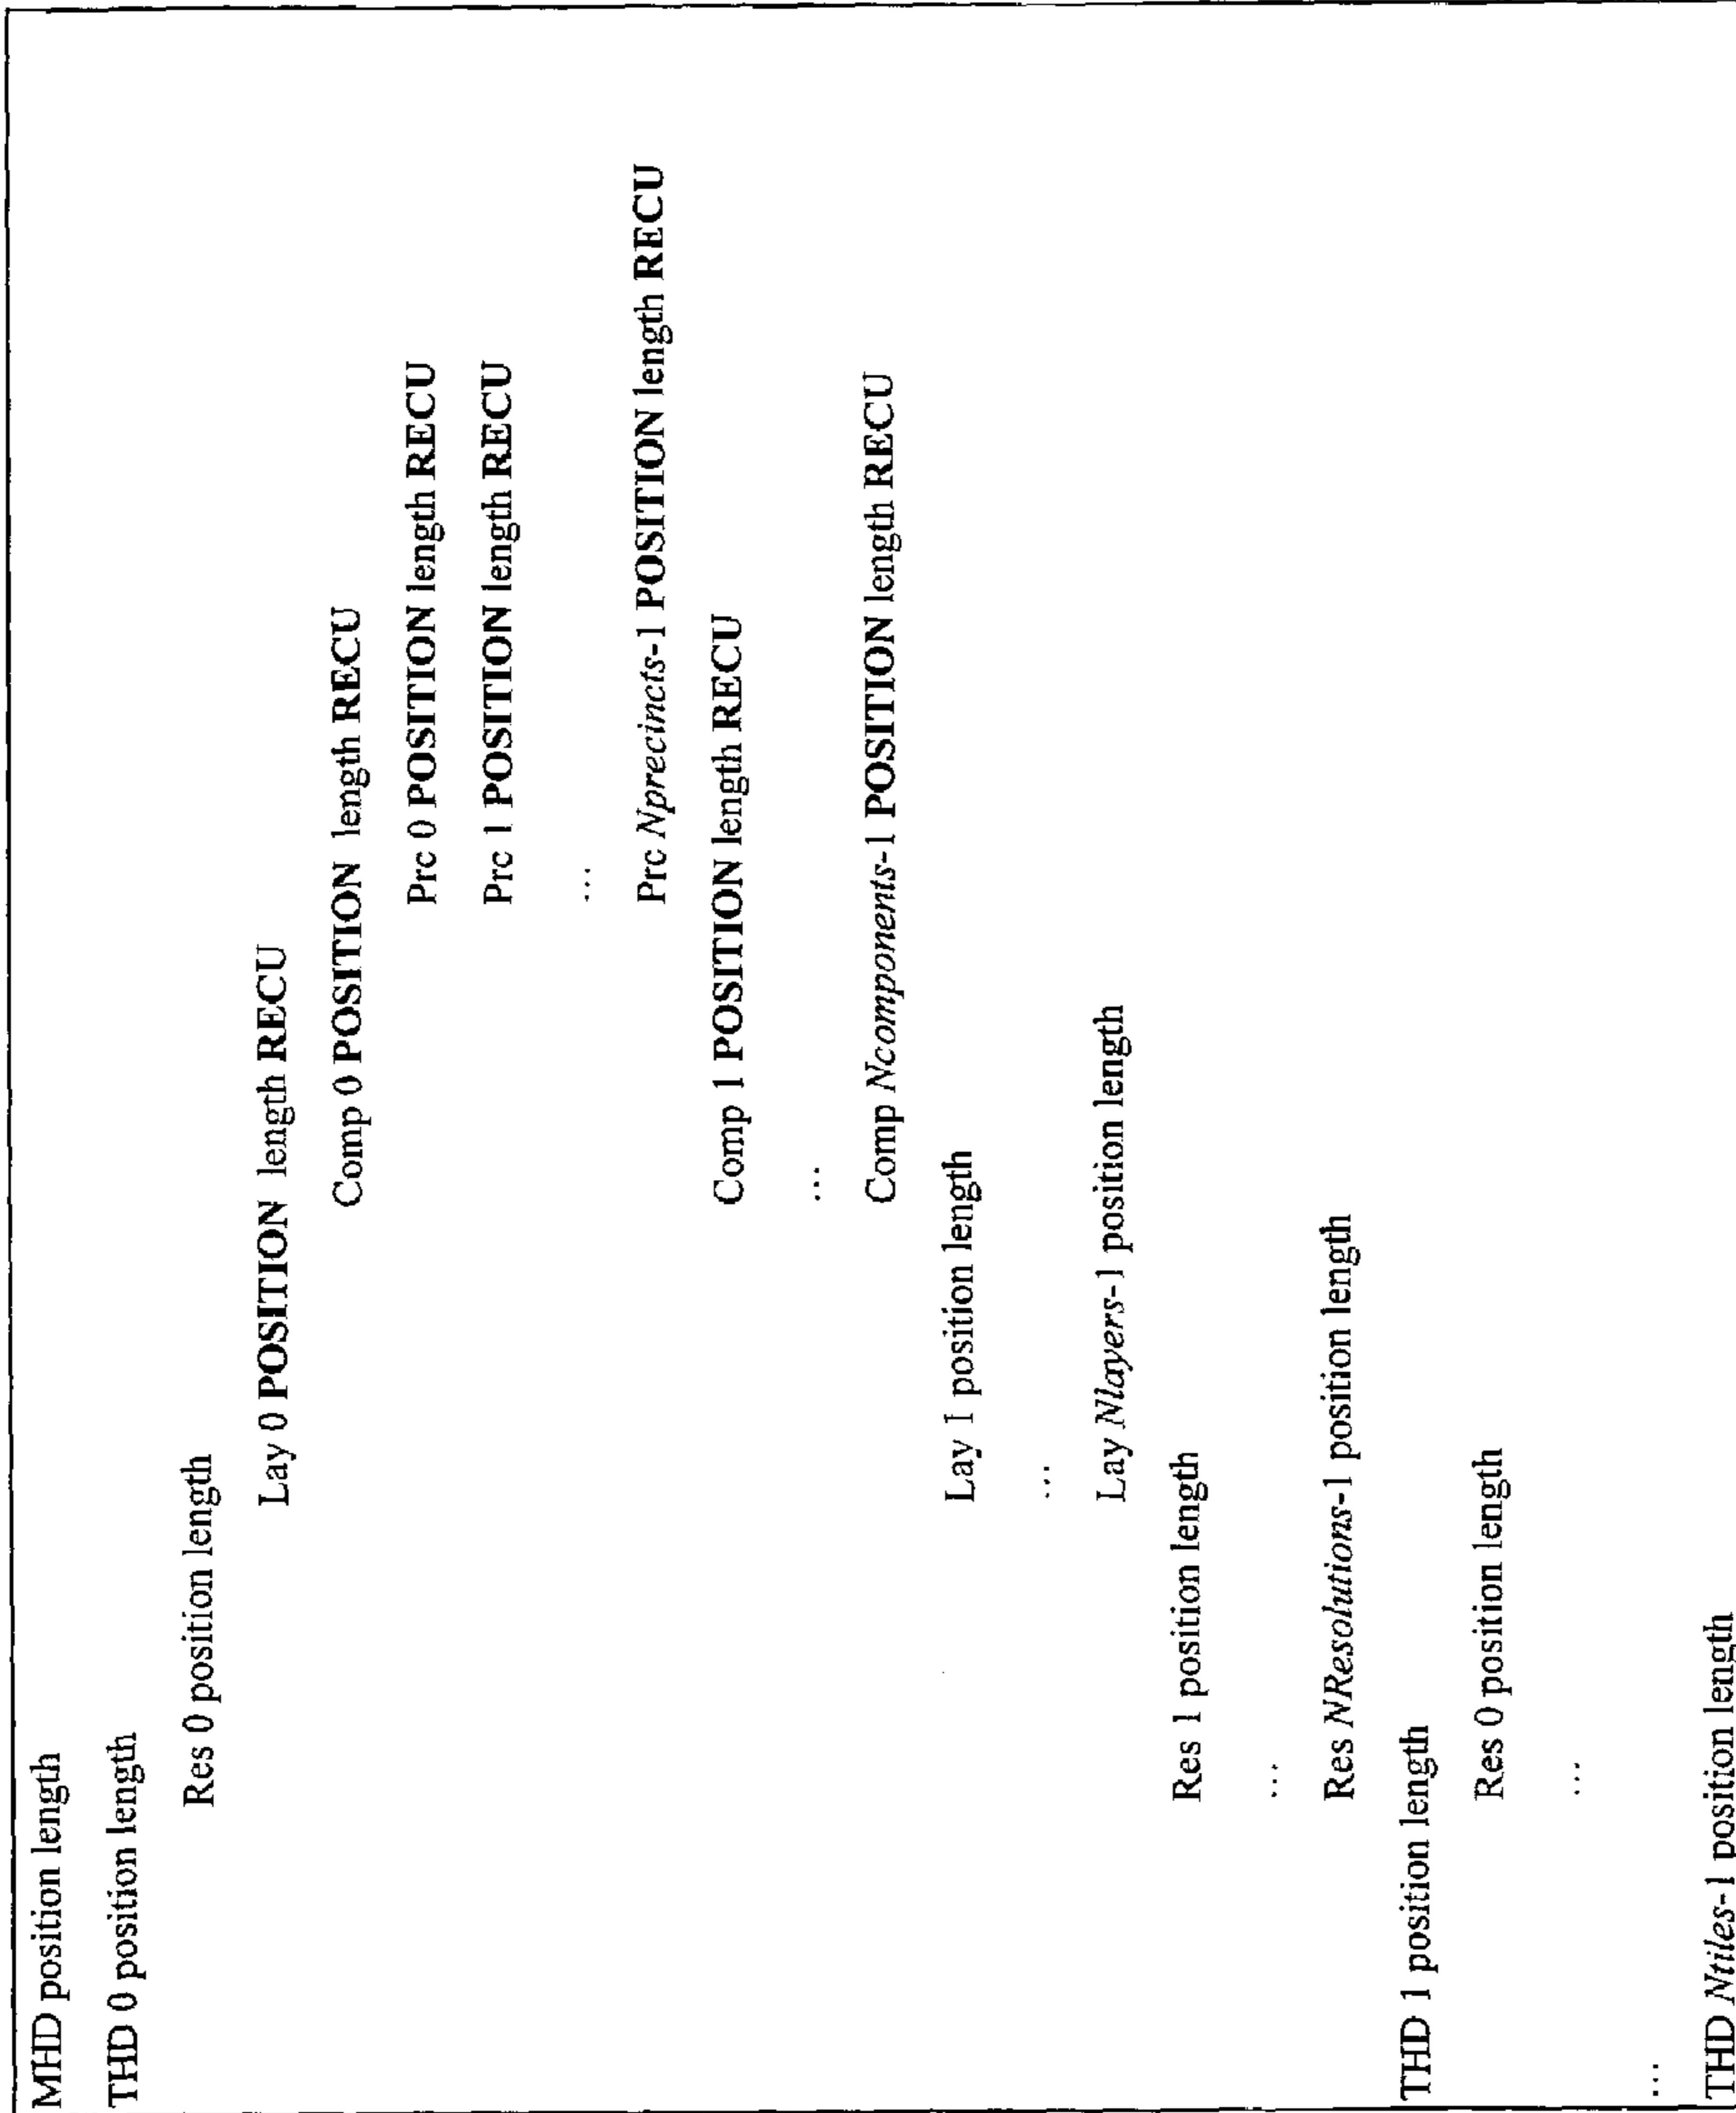 MHD position length
THD 0 position length
Res 0 position length
Lay 0 POSITION length RECU
Comp 0 POSITION length RECU
Prc 0 POSITION length RECU
Prc 1 POSITION length RECU
...
Prc Nprecincts-1 POSITION length RECU
Comp 1 POSITION length RECU
...
Comp Ncomponents-1 POSITION length RECU
Lay 1 position length
...
Lay Nlayers-1 position length
Res 1 position length
...
Res NResolutions-1 position length
THD 1 position length
Res 0 position length
...
...
THD Ntiles-1 position length